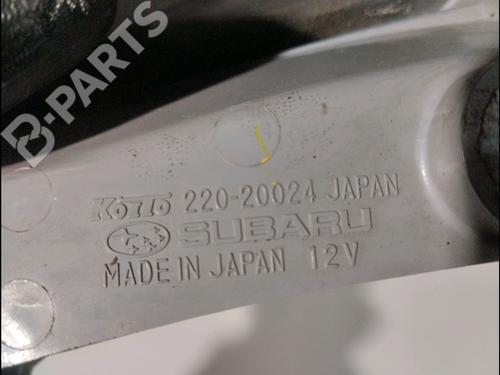 B-PARTS
KOITO 220-20024 JAPAN
SUBARU
MADE IN JAPAN 12V